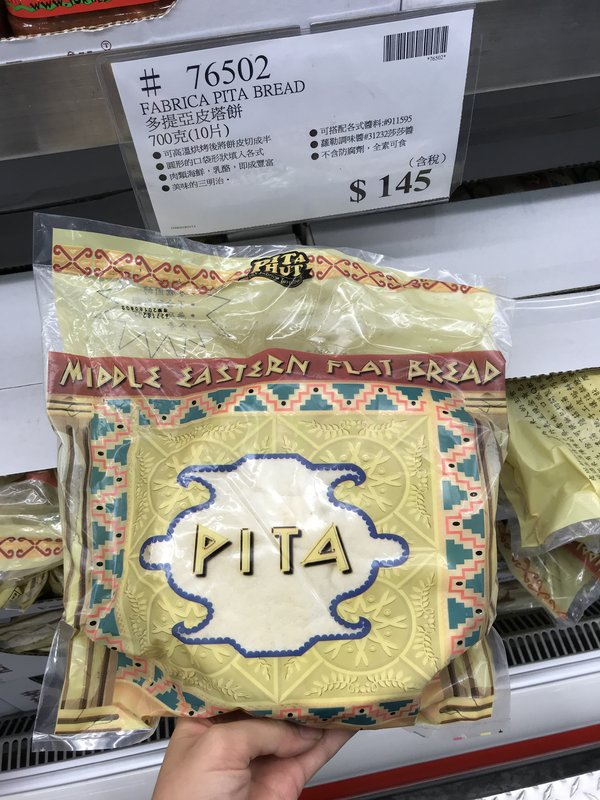 # 76502
*76502*
FABRICA PITA BREAD
多提亞皮塔餅
700克(10片)
● 可高溫烘烤後將餅皮切成半
圓形的口袋形狀填入各式
● 肉類海鮮，乳酪，即成豐富
● 美味的三明治。
● 可搭配各式醬料:#911595
● 蘿勒調味醬#31232莎莎醬
● 不含防腐劑，全素可食
(含稅)
$ 145
PITA
HUT
MIDDLE EASTERN FLAT BREAD
PITA